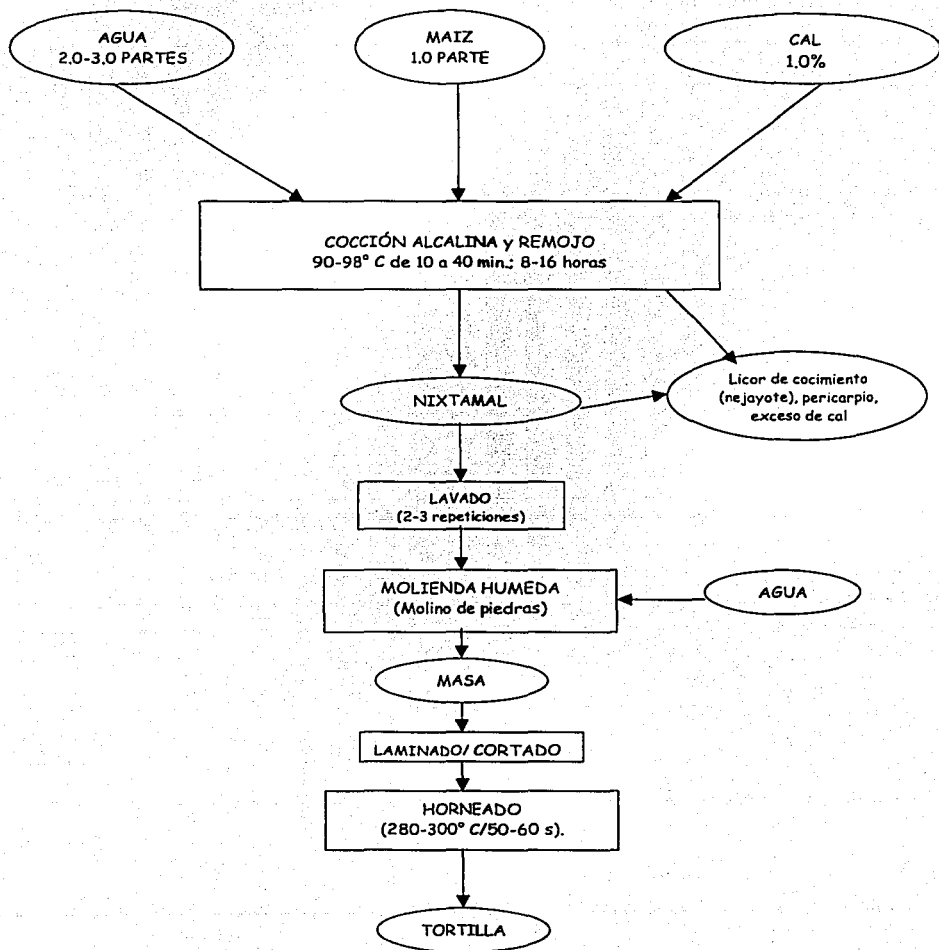 AGUA
2.0-3.0 PARTES
MAIZ
1.0 PARTE
CAL
1.0%
COCCIÓN ALCALINA y REMOJO
90-98° C de 10 a 40 min.; 8-16 horas
NIXTAMAL
Licor de cocimiento
(nejayote), pericarpio,
exceso de cal
LAVADO
(2-3 repeticiones)
MOLIENDA HUMEDA
(Molino de piedras)
AGUA
MASA
LAMINADO/ CORTADO
HORNEADO
(280-300° C/50-60 s).
TORTILLA